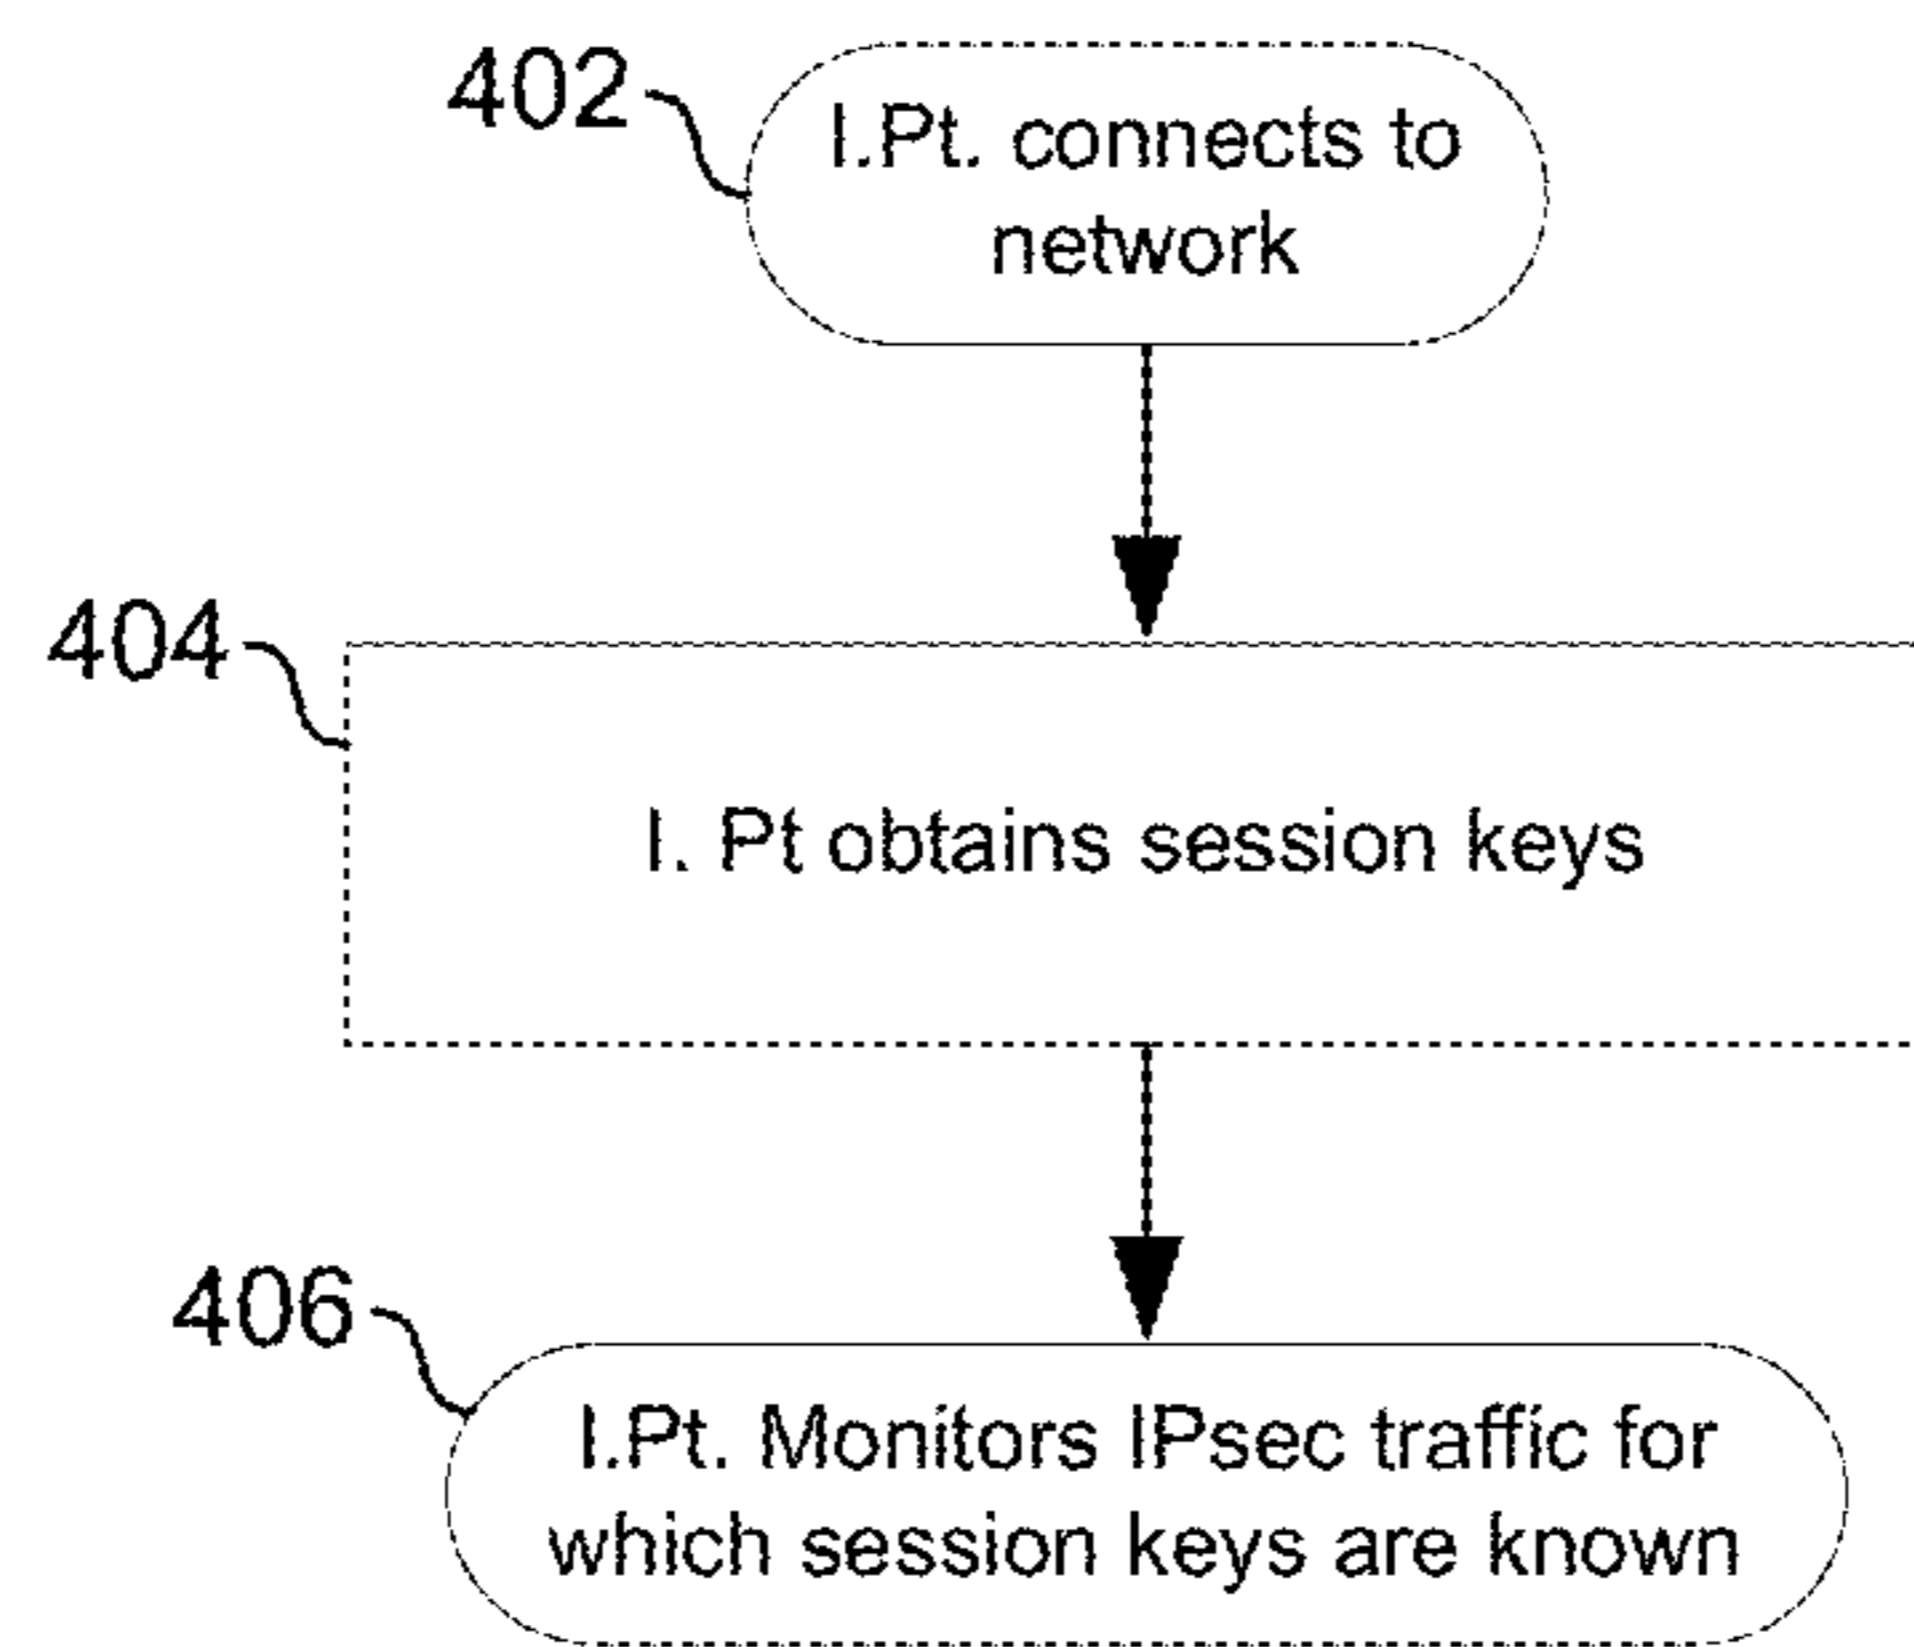 402
I.Pt. connects to
network
404
I. Pt obtains session keys
406
I.Pt. Monitors IPsec traffic for
which session keys are known